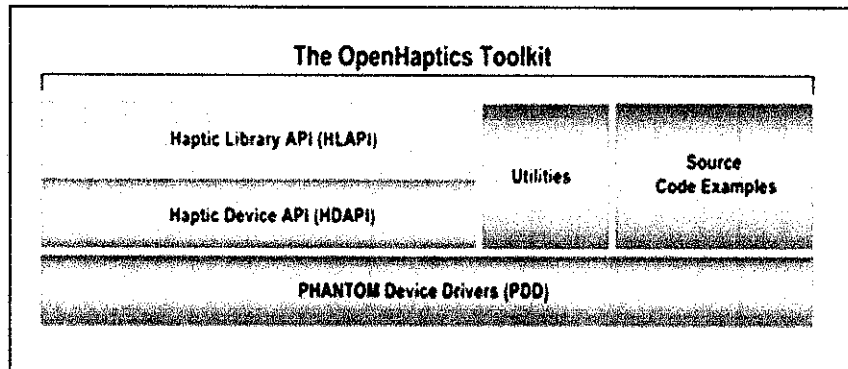 The OpenHaptics Toolkit
Haptic Library API (HLAPI)
Haptic Device API (HDAPI)
Utilities
Source
Code Examples
PHANTOM Device Drivers (PDD)